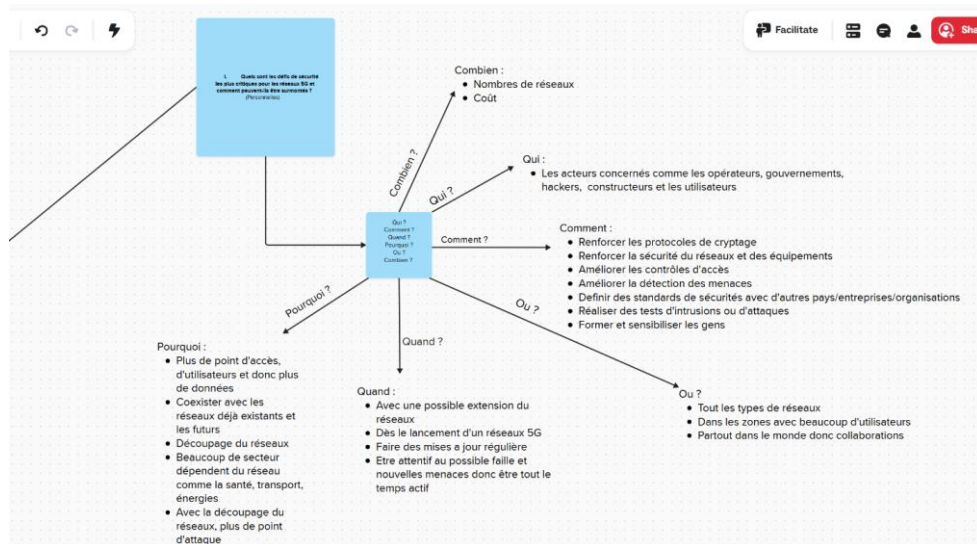 Facilitate
Sha
I. Quels sont les défis de sécurité
les plus critiques pour les réseaux 5G et
comment peuvent-ils être surmontés ?
(Personnalités)
Combien :
Nombres de réseaux
Coût
Combien ?
Qui ?
Qui :
Les acteurs concernés comme les opérateurs, gouvernements,
hackers, constructeurs et les utilisateurs
Qui ?
Comment ?
Quand ?
Pourquoi ?
Ou ?
Combien ?
Comment ?
Comment :
Renforcer les protocoles de cryptage
Renforcer la sécurité du réseaux et des équipements
Améliorer les contrôles d'accès
Améliorer la détection des menaces
Definir des standards de sécurités avec d'autres pays/entreprises/organisations
Réaliser des tests d'intrusions ou d'attaques
Former et sensibiliser les gens
Pourquoi ?
Quand ?
Ou ?
Pourquoi :
Plus de point d'accès,
d'utilisateurs et donc plus
de données
Coexister avec les
réseaux déjà existants et
les futurs
Découpage du réseau
Beaucoup de secteur
dépendent du réseau
comme la santé, transport,
énergies
Avec la découpage du
réseaux, plus de point
d'attaque
Quand :
Avec une possible extension du
réseaux
Dès le lancement d'un réseaux 5G
Faire des mises a jour régulière
Etre attentif au possible faille et
nouvelles menaces donc être tout le
temps actif
Ou ?
Tout les types de réseaux
Dans les zones avec beaucoup d'utilisateurs
Partout dans le monde donc collaborations